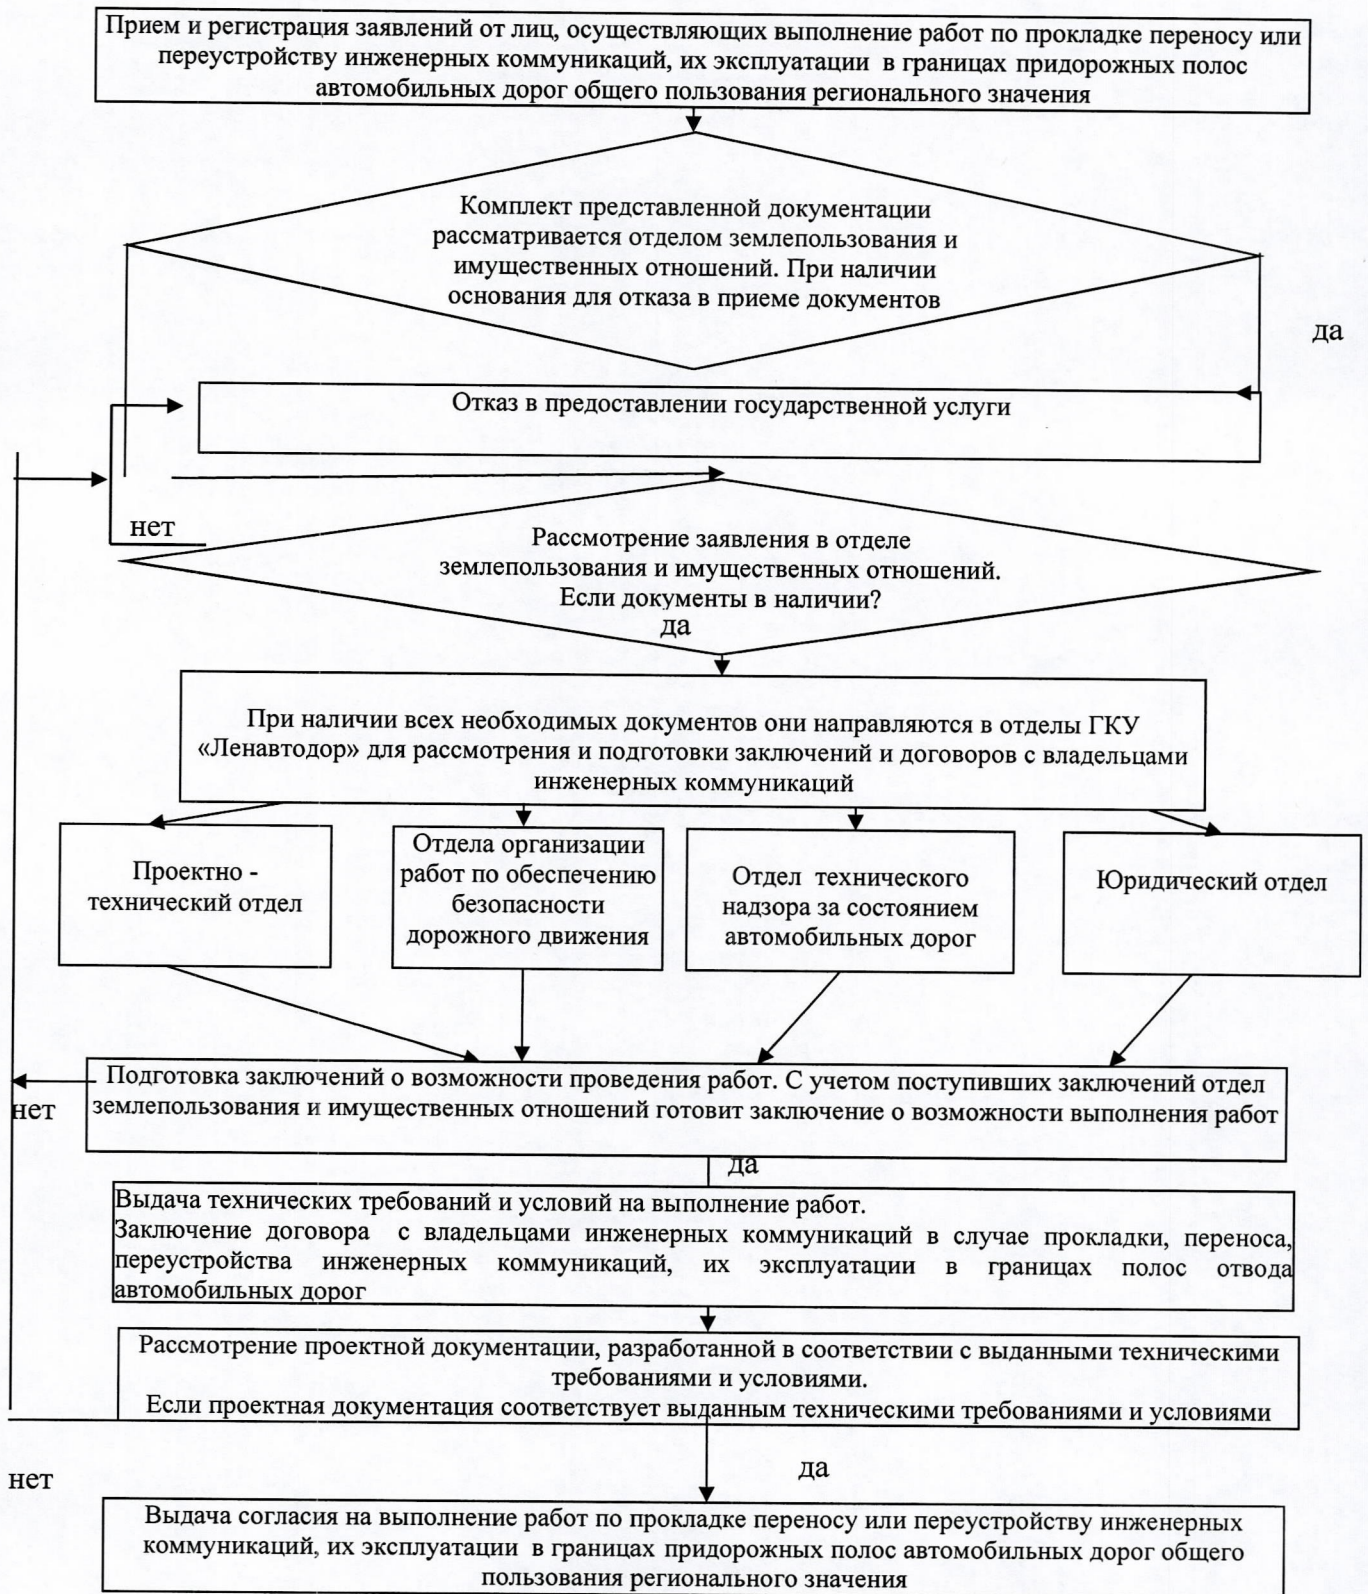 Прием и регистрация заявлений от лиц, осуществляющих выполнение работ по прокладке переносу или
переустройству инженерных коммуникаций, их эксплуатации в границах придорожных полос
автомобильных дорог общего пользования регионального значения
Комплект представленной документации
рассматривается отделом землепользования и
имущественных отношений. При наличии
основания для отказа в приеме документов
да
Отказ в предоставлении государственной услуги
нет
Рассмотрение заявления в отделе
землепользования и имущественных отношений.
Если документы в наличии?
да
При наличии всех необходимых документов они направляются в отделы ГКУ
«Ленавтодор» для рассмотрения и подготовки заключений и договоров с владельцами
инженерных коммуникаций
Проектно -
технический отдел
Отдела организации
работ по обеспечению
безопасности
дорожного движения
Отдел технического
надзора за состоянием
автомобильных дорог
Юридический отдел
Подготовка заключений о возможности проведения работ. С учетом поступивших заключений отдел
землепользования и имущественных отношений готовит заключение о возможности выполнения работ
нет
да
Выдача технических требований и условий на выполнение работ.
Заключение договора с владельцами инженерных коммуникаций в случае прокладки, переноса,
переустройства инженерных коммуникаций, их эксплуатации в границах полос отвода
автомобильных дорог
Рассмотрение проектной документации, разработанной в соответствии с выданными техническими
требованиями и условиями.
Если проектная документация соответствует выданным техническими требованиями и условиями
нет
да
Выдача согласия на выполнение работ по прокладке переносу или переустройству инженерных
коммуникаций, их эксплуатации в границах придорожных полос автомобильных дорог общего
пользования регионального значения